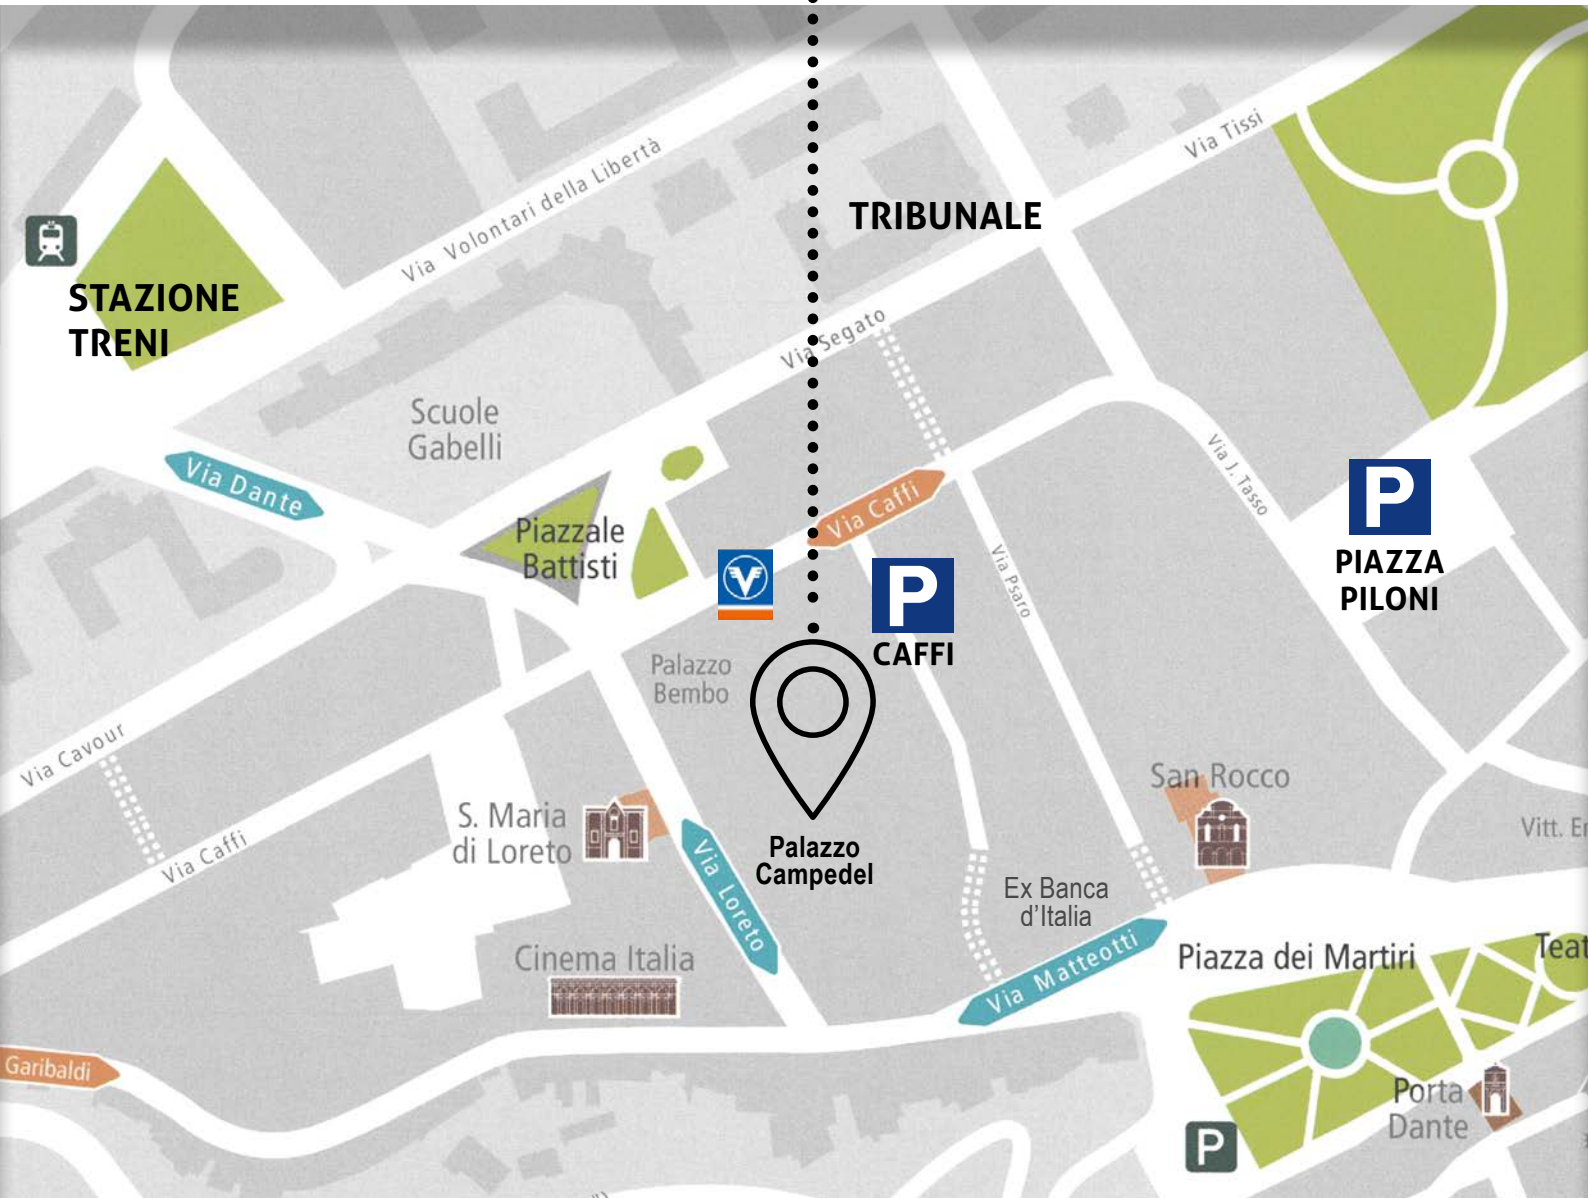 Via Tissi
Via Volontari della Libertà
TRIBUNALE
STAZIONE
TRENI
Via Segato
Scuole
Gabelli
Via Dante
Via J. Tasso
P
PIAZZA
PILONI
Via Caffi
Piazzale
Battisti
V
P
CAFFI
Via Psaro
Palazzo
Bembo
Via Cavour
San Rocco
S. Maria
di Loreto
Via Caffi
Palazzo
Campedel
Via Loreto
Vitt. Em
Ex Banca
d'Italia
Via Matteotti
Piazza dei Martiri
Teat
Cinema Italia
Garibaldi
Porta
Dante
P